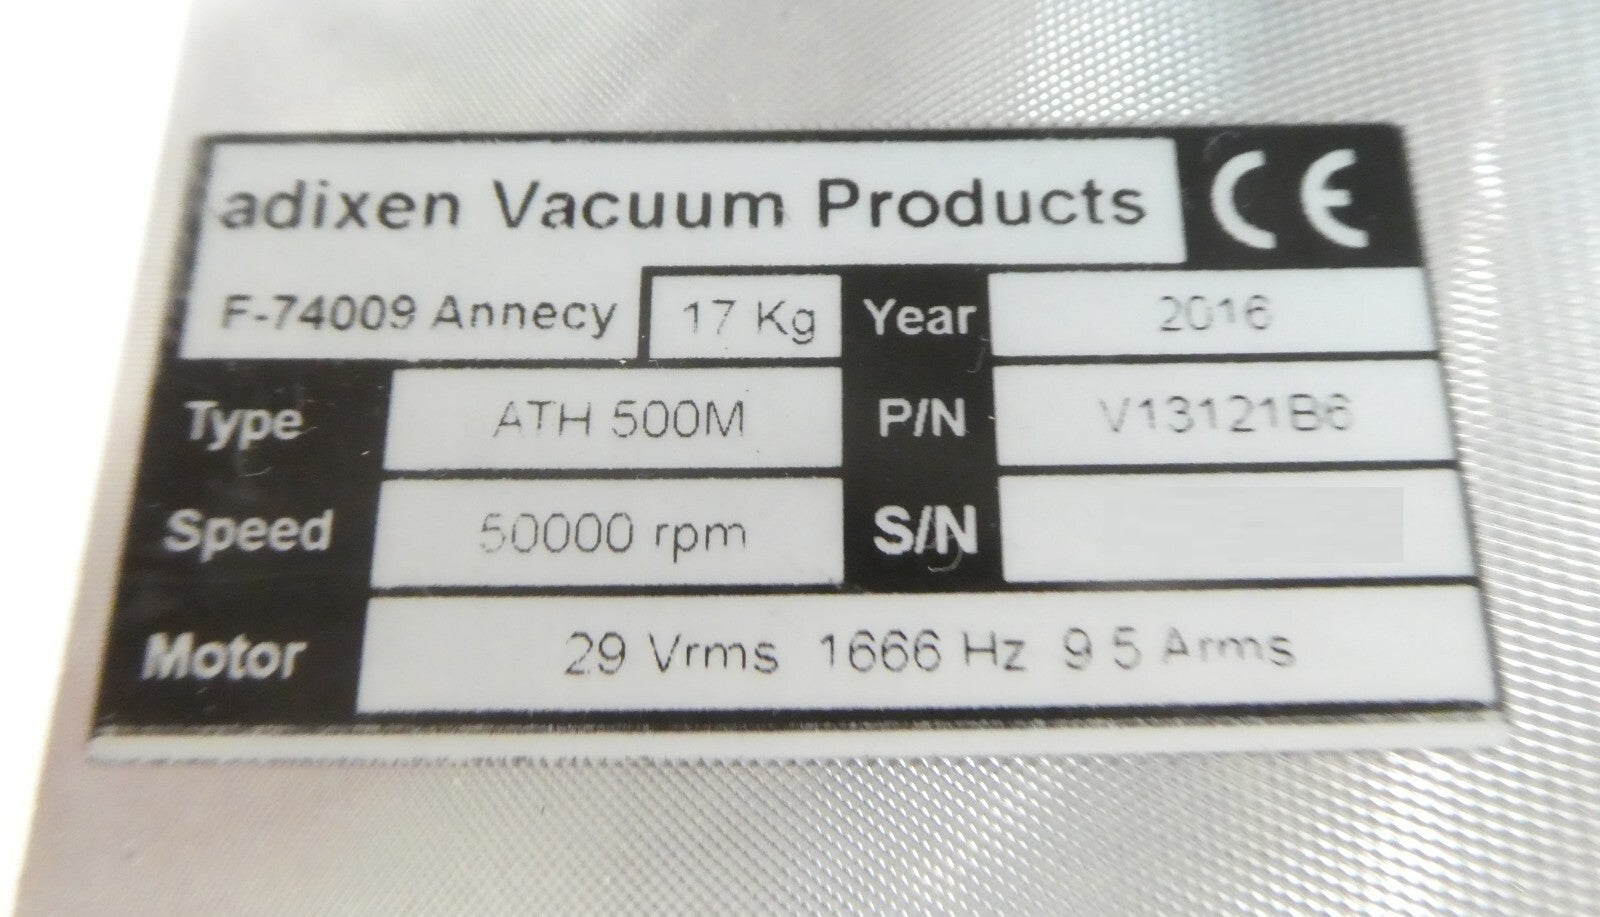 adixen Vacuum Products CE
F-74009 Annecy 17 Kg Year 2016
Type ATH 500M P/N V13121B6
Speed 50000 rpm S/N
Motor 29 Vrms 1666 Hz 9 5 Arms